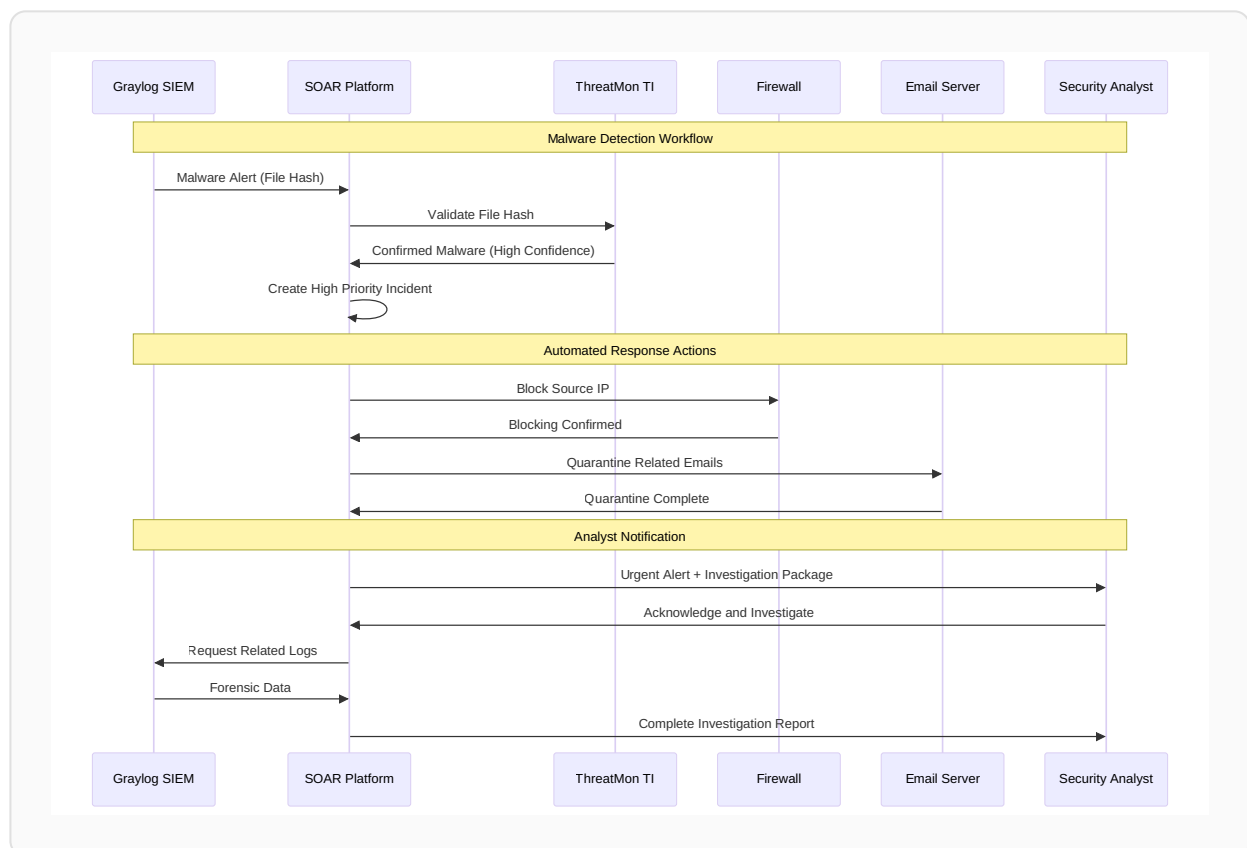 Graylog SIEM
SOAR Platform
ThreatMon TI
Firewall
Email Server
Security Analyst
Malware Detection Workflow
Malware Alert (File Hash)
Validate File Hash
Confirmed Malware (High Confidence)
Create High Priority Incident
Automated Response Actions
Block Source IP
Blocking Confirmed
Quarantine Related Emails
Quarantine Complete
Analyst Notification
Urgent Alert + Investigation Package
Acknowledge and Investigate
Request Related Logs
Forensic Data
Complete Investigation Report
Graylog SIEM
SOAR Platform
ThreatMon TI
Firewall
Email Server
Security Analyst